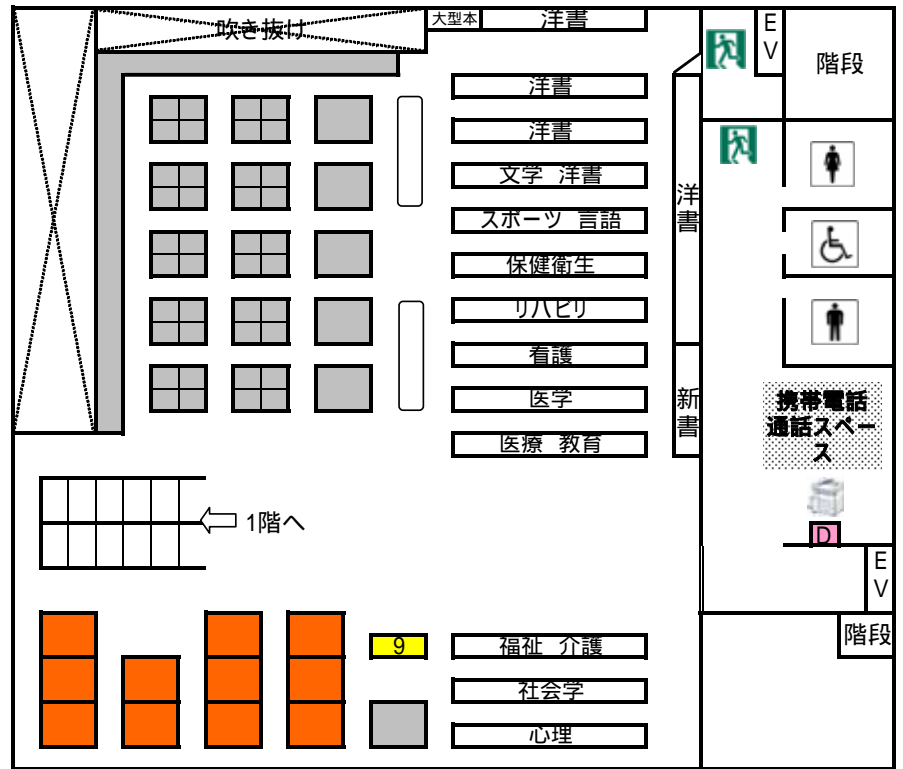 吹き抜け
大型本
洋書
EV
階段
洋書
洋書
文学 洋書
スポーツ 言語
保健衛生
リハビリ
看護
医学
医療 教育
洋書
新書
携帯電話
通話スペー
ス
D
EV
階段
1階へ
9
福祉 介護
社会学
心理